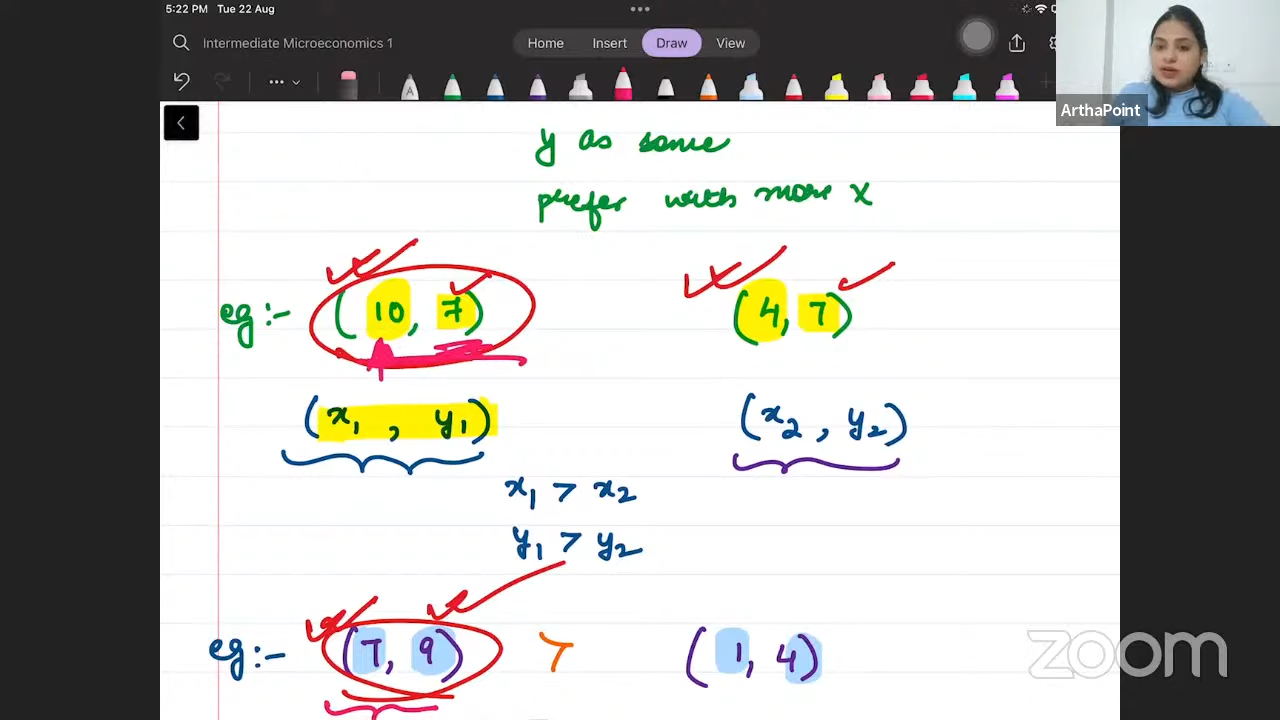 5:22 PM Tue 22 Aug
Intermediate Microeconomics 1
Home Insert Draw View
A
ArthaPoint
y as same
prefer with more x
eg:- (10, 7) (4, 7)
(x₁, y₁) (x₂, y₂)
x₁ > x₂
y₁ > y₂
eg:- (7, 9) > (1, 4)
zoom